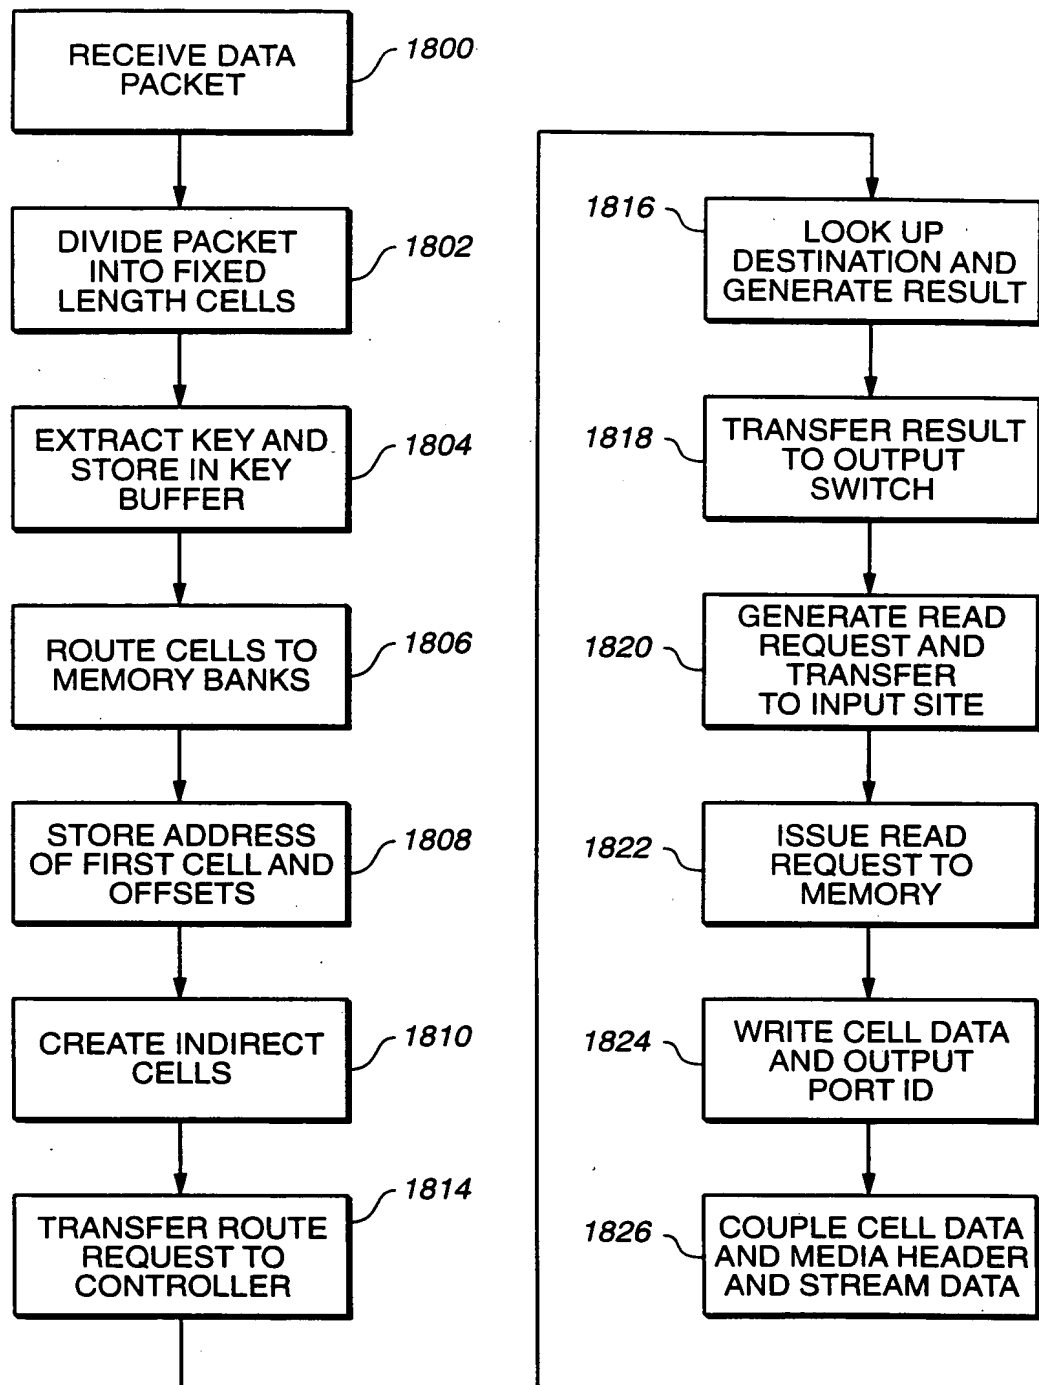 RECEIVE DATA
PACKET
1800
DIVIDE PACKET
INTO FIXED
LENGTH CELLS
1802
EXTRACT KEY AND
STORE IN KEY
BUFFER
1804
ROUTE CELLS TO
MEMORY BANKS
1806
STORE ADDRESS
OF FIRST CELL AND
OFFSETS
1808
CREATE INDIRECT
CELLS
1810
TRANSFER ROUTE
REQUEST TO
CONTROLLER
1814
1816
LOOK UP
DESTINATION AND
GENERATE RESULT
1818
TRANSFER RESULT
TO OUTPUT
SWITCH
1820
GENERATE READ
REQUEST AND
TRANSFER
TO INPUT SITE
1822
ISSUE READ
REQUEST TO
MEMORY
1824
WRITE CELL DATA
AND OUTPUT
PORT ID
1826
COUPLE CELL DATA
AND MEDIA HEADER
AND STREAM DATA